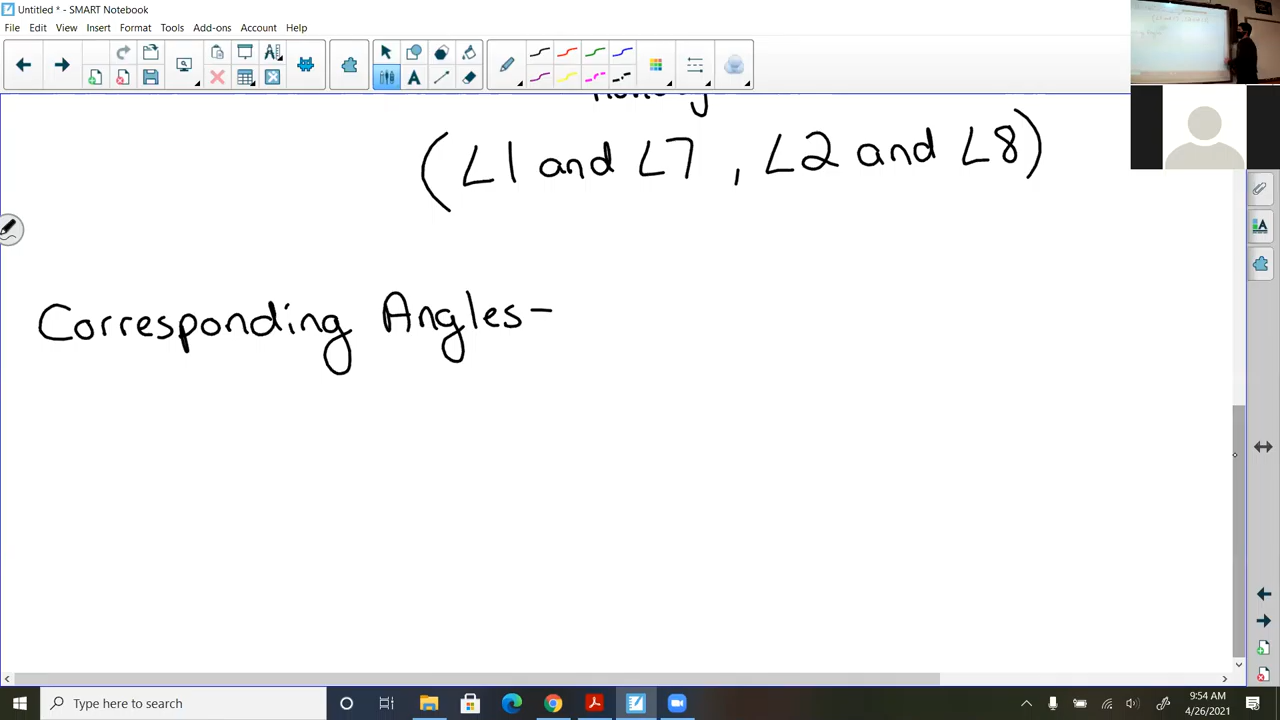 Untitled * - SMART Notebook
File Edit View Insert Format Tools Add-ons Account Help
(∠1 and ∠7 , ∠2 and ∠8)
Corresponding Angles-
Type here to search
9:54 AM
4/26/2021